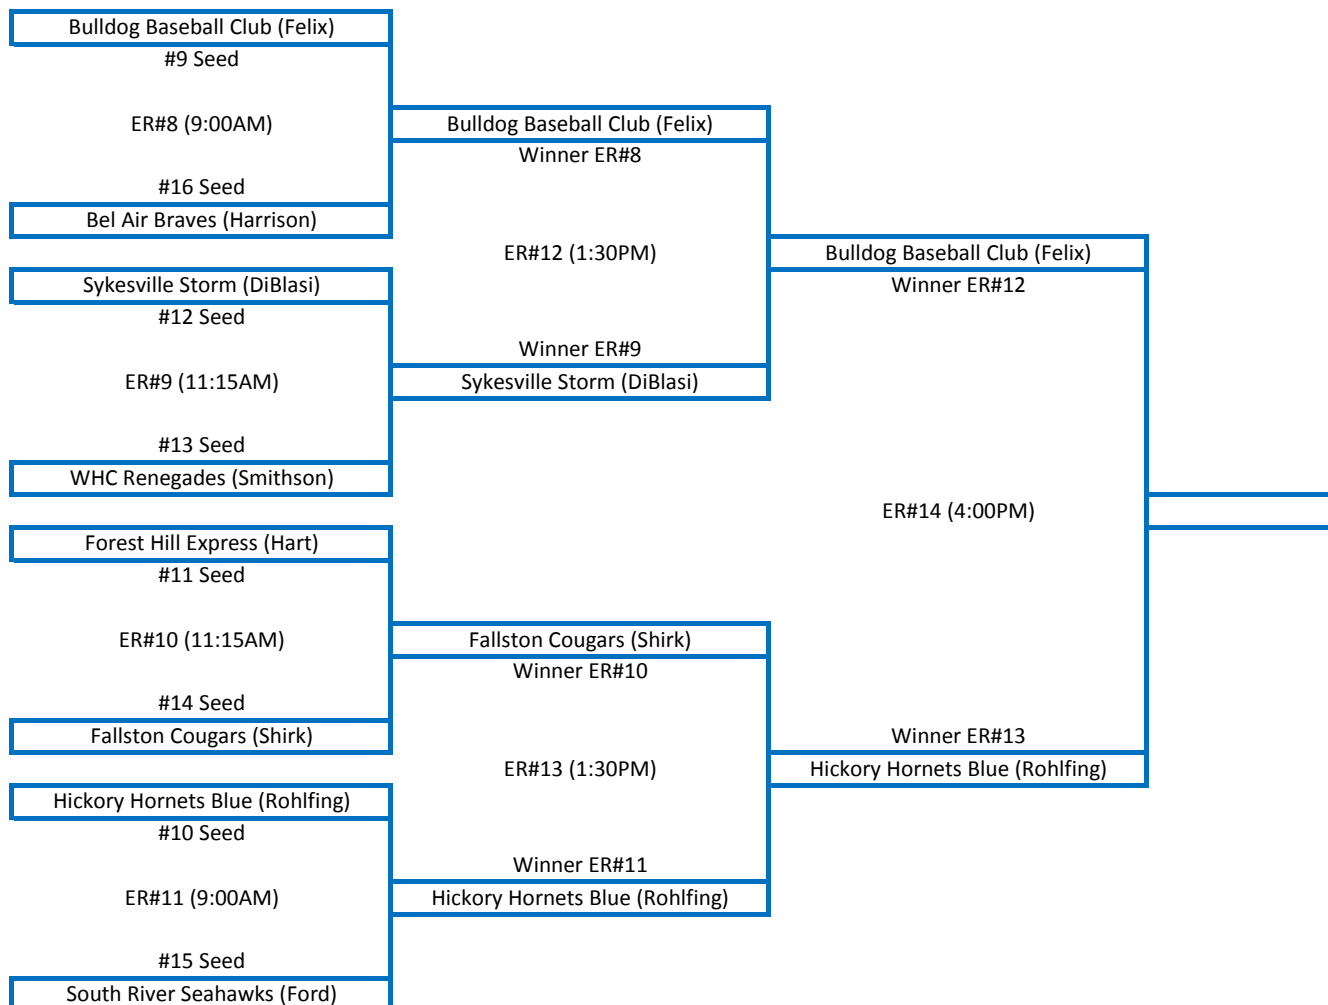 Bulldog Baseball Club (Felix)
#9 Seed
ER#8 (9:00AM)
#16 Seed
Bel Air Braves (Harrison)
Sykesville Storm (DiBlasi)
#12 Seed
ER#9 (11:15AM)
#13 Seed
WHC Renegades (Smithson)
Forest Hill Express (Hart)
#11 Seed
ER#10 (11:15AM)
#14 Seed
Fallston Cougars (Shirk)
Hickory Hornets Blue (Rohlfing)
#10 Seed
ER#11 (9:00AM)
#15 Seed
South River Seahawks (Ford)
Bulldog Baseball Club (Felix)
Winner ER#8
ER#12 (1:30PM)
Winner ER#9
Sykesville Storm (DiBlasi)
Fallston Cougars (Shirk)
Winner ER#10
ER#13 (1:30PM)
Winner ER#11
Hickory Hornets Blue (Rohlfing)
Bulldog Baseball Club (Felix)
Winner ER#12
ER#14 (4:00PM)
Winner ER#13
Hickory Hornets Blue (Rohlfing)